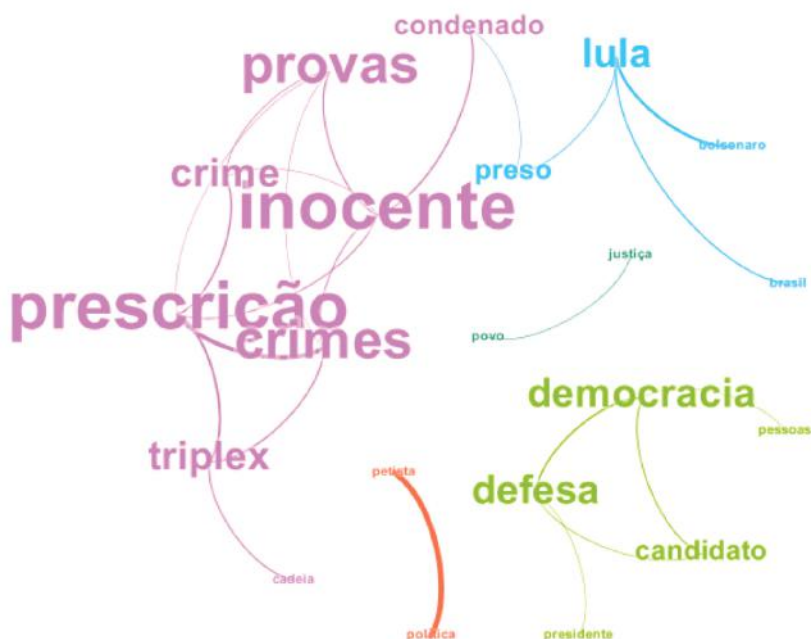 condenado
provas
lula
bolsonaro
crime
preso
inocente
justiça
brasil
prescrição
povo
crimes
democracia
pessoas
triplex
petista
defesa
candidato
cadeia
política
presidente